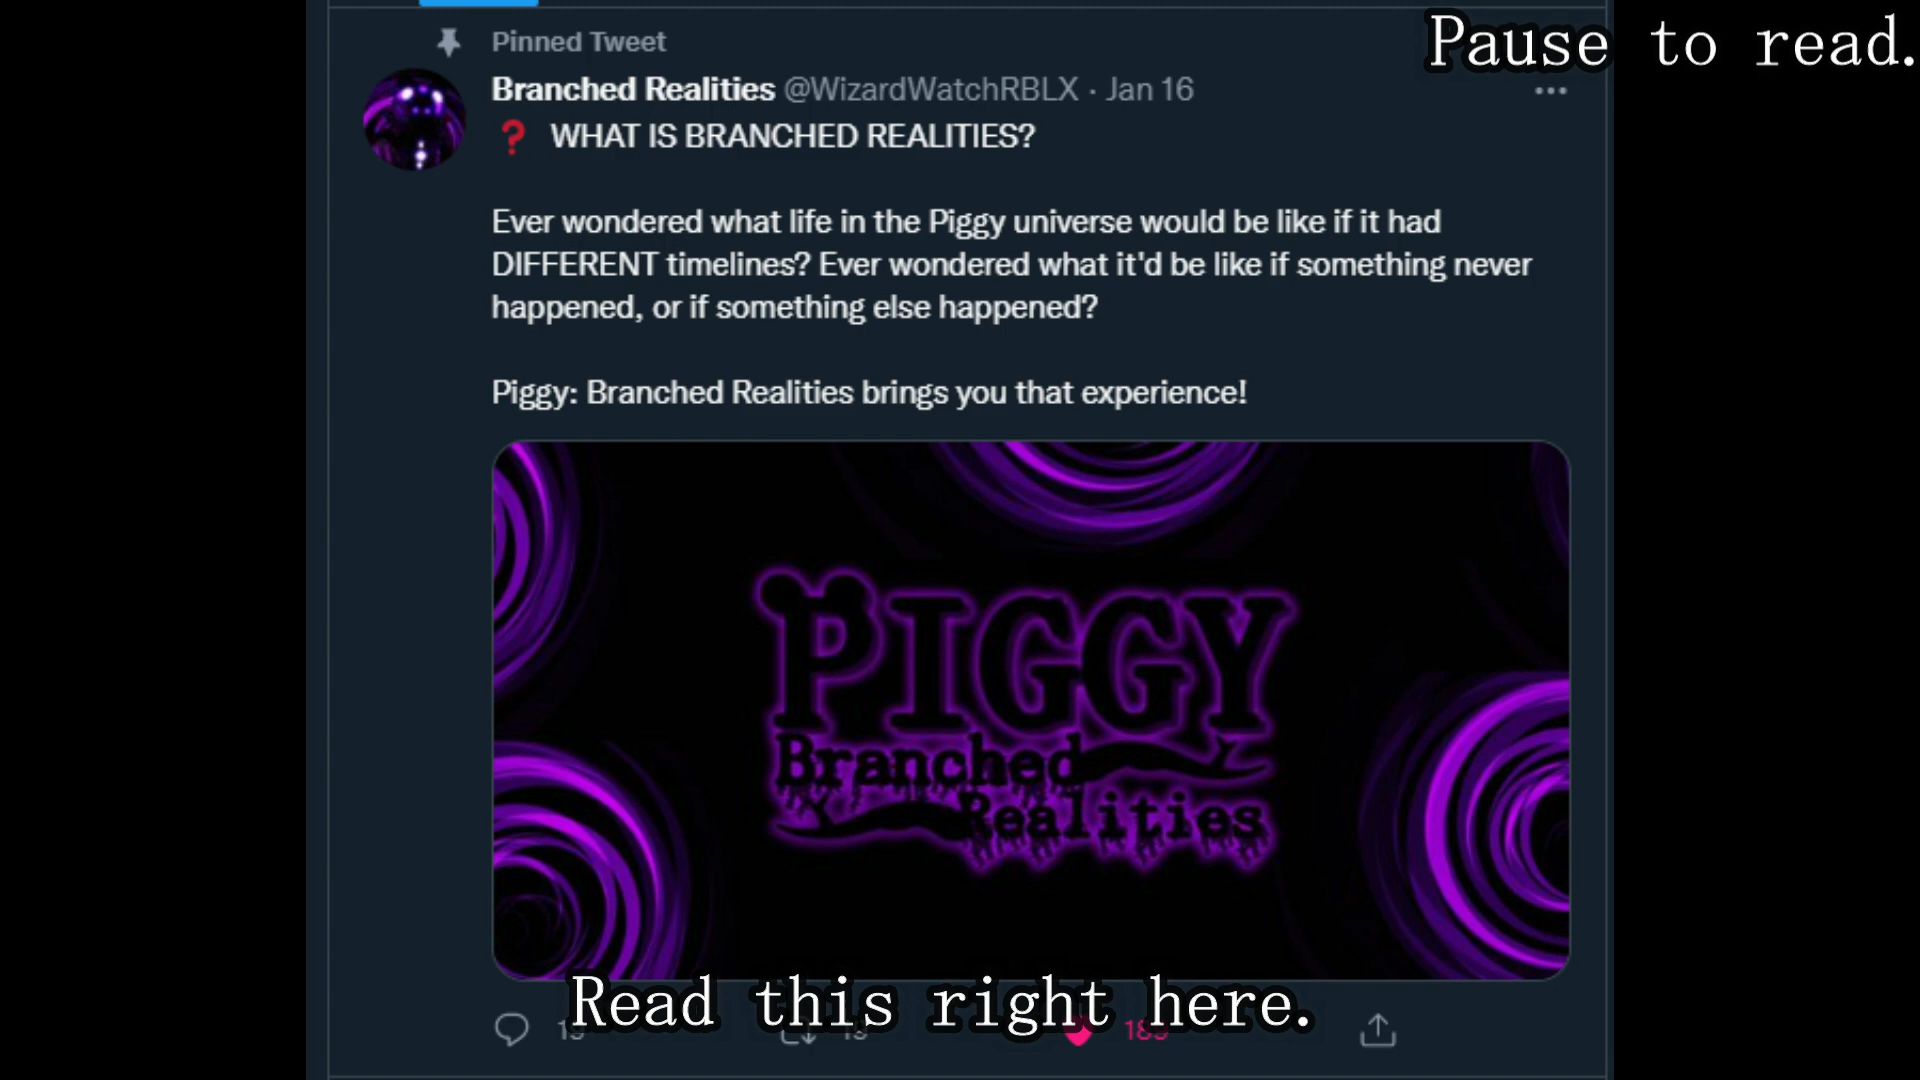 Pause to read.
Pinned Tweet
Branched Realities @WizardWatchRBLX · Jan 16
❓ WHAT IS BRANCHED REALITIES?
Ever wondered what life in the Piggy universe would be like if it had
DIFFERENT timelines? Ever wondered what it'd be like if something never
happened, or if something else happened?
Piggy: Branched Realities brings you that experience!
PIGGY
Branched
Realities
Read this right here.